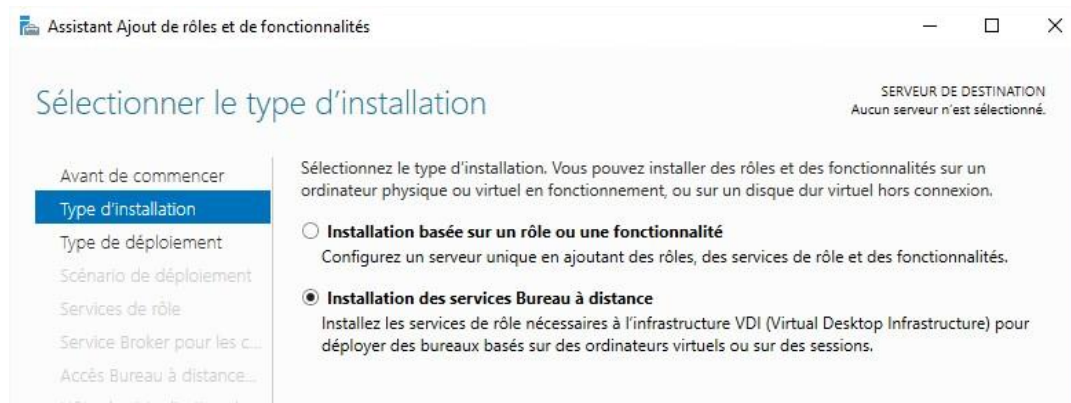 Assistant Ajout de rôles et de fonctionnalités
Sélectionner le type d'installation
SERVEUR DE DESTINATION
Aucun serveur n'est sélectionné.
Avant de commencer
Type d'installation
Type de déploiement
Scénario de déploiement
Services de rôle
Service Broker pour les c...
Accès Bureau à distance...
Sélectionnez le type d'installation. Vous pouvez installer des rôles et des fonctionnalités sur un
ordinateur physique ou virtuel en fonctionnement, ou sur un disque dur virtuel hors connexion.
Installation basée sur un rôle ou une fonctionnalité
Configurez un serveur unique en ajoutant des rôles, des services de rôle et des fonctionnalités.
Installation des services Bureau à distance
Installez les services de rôle nécessaires à l'infrastructure VDI (Virtual Desktop Infrastructure) pour
déployer des bureaux basés sur des ordinateurs virtuels ou sur des sessions.